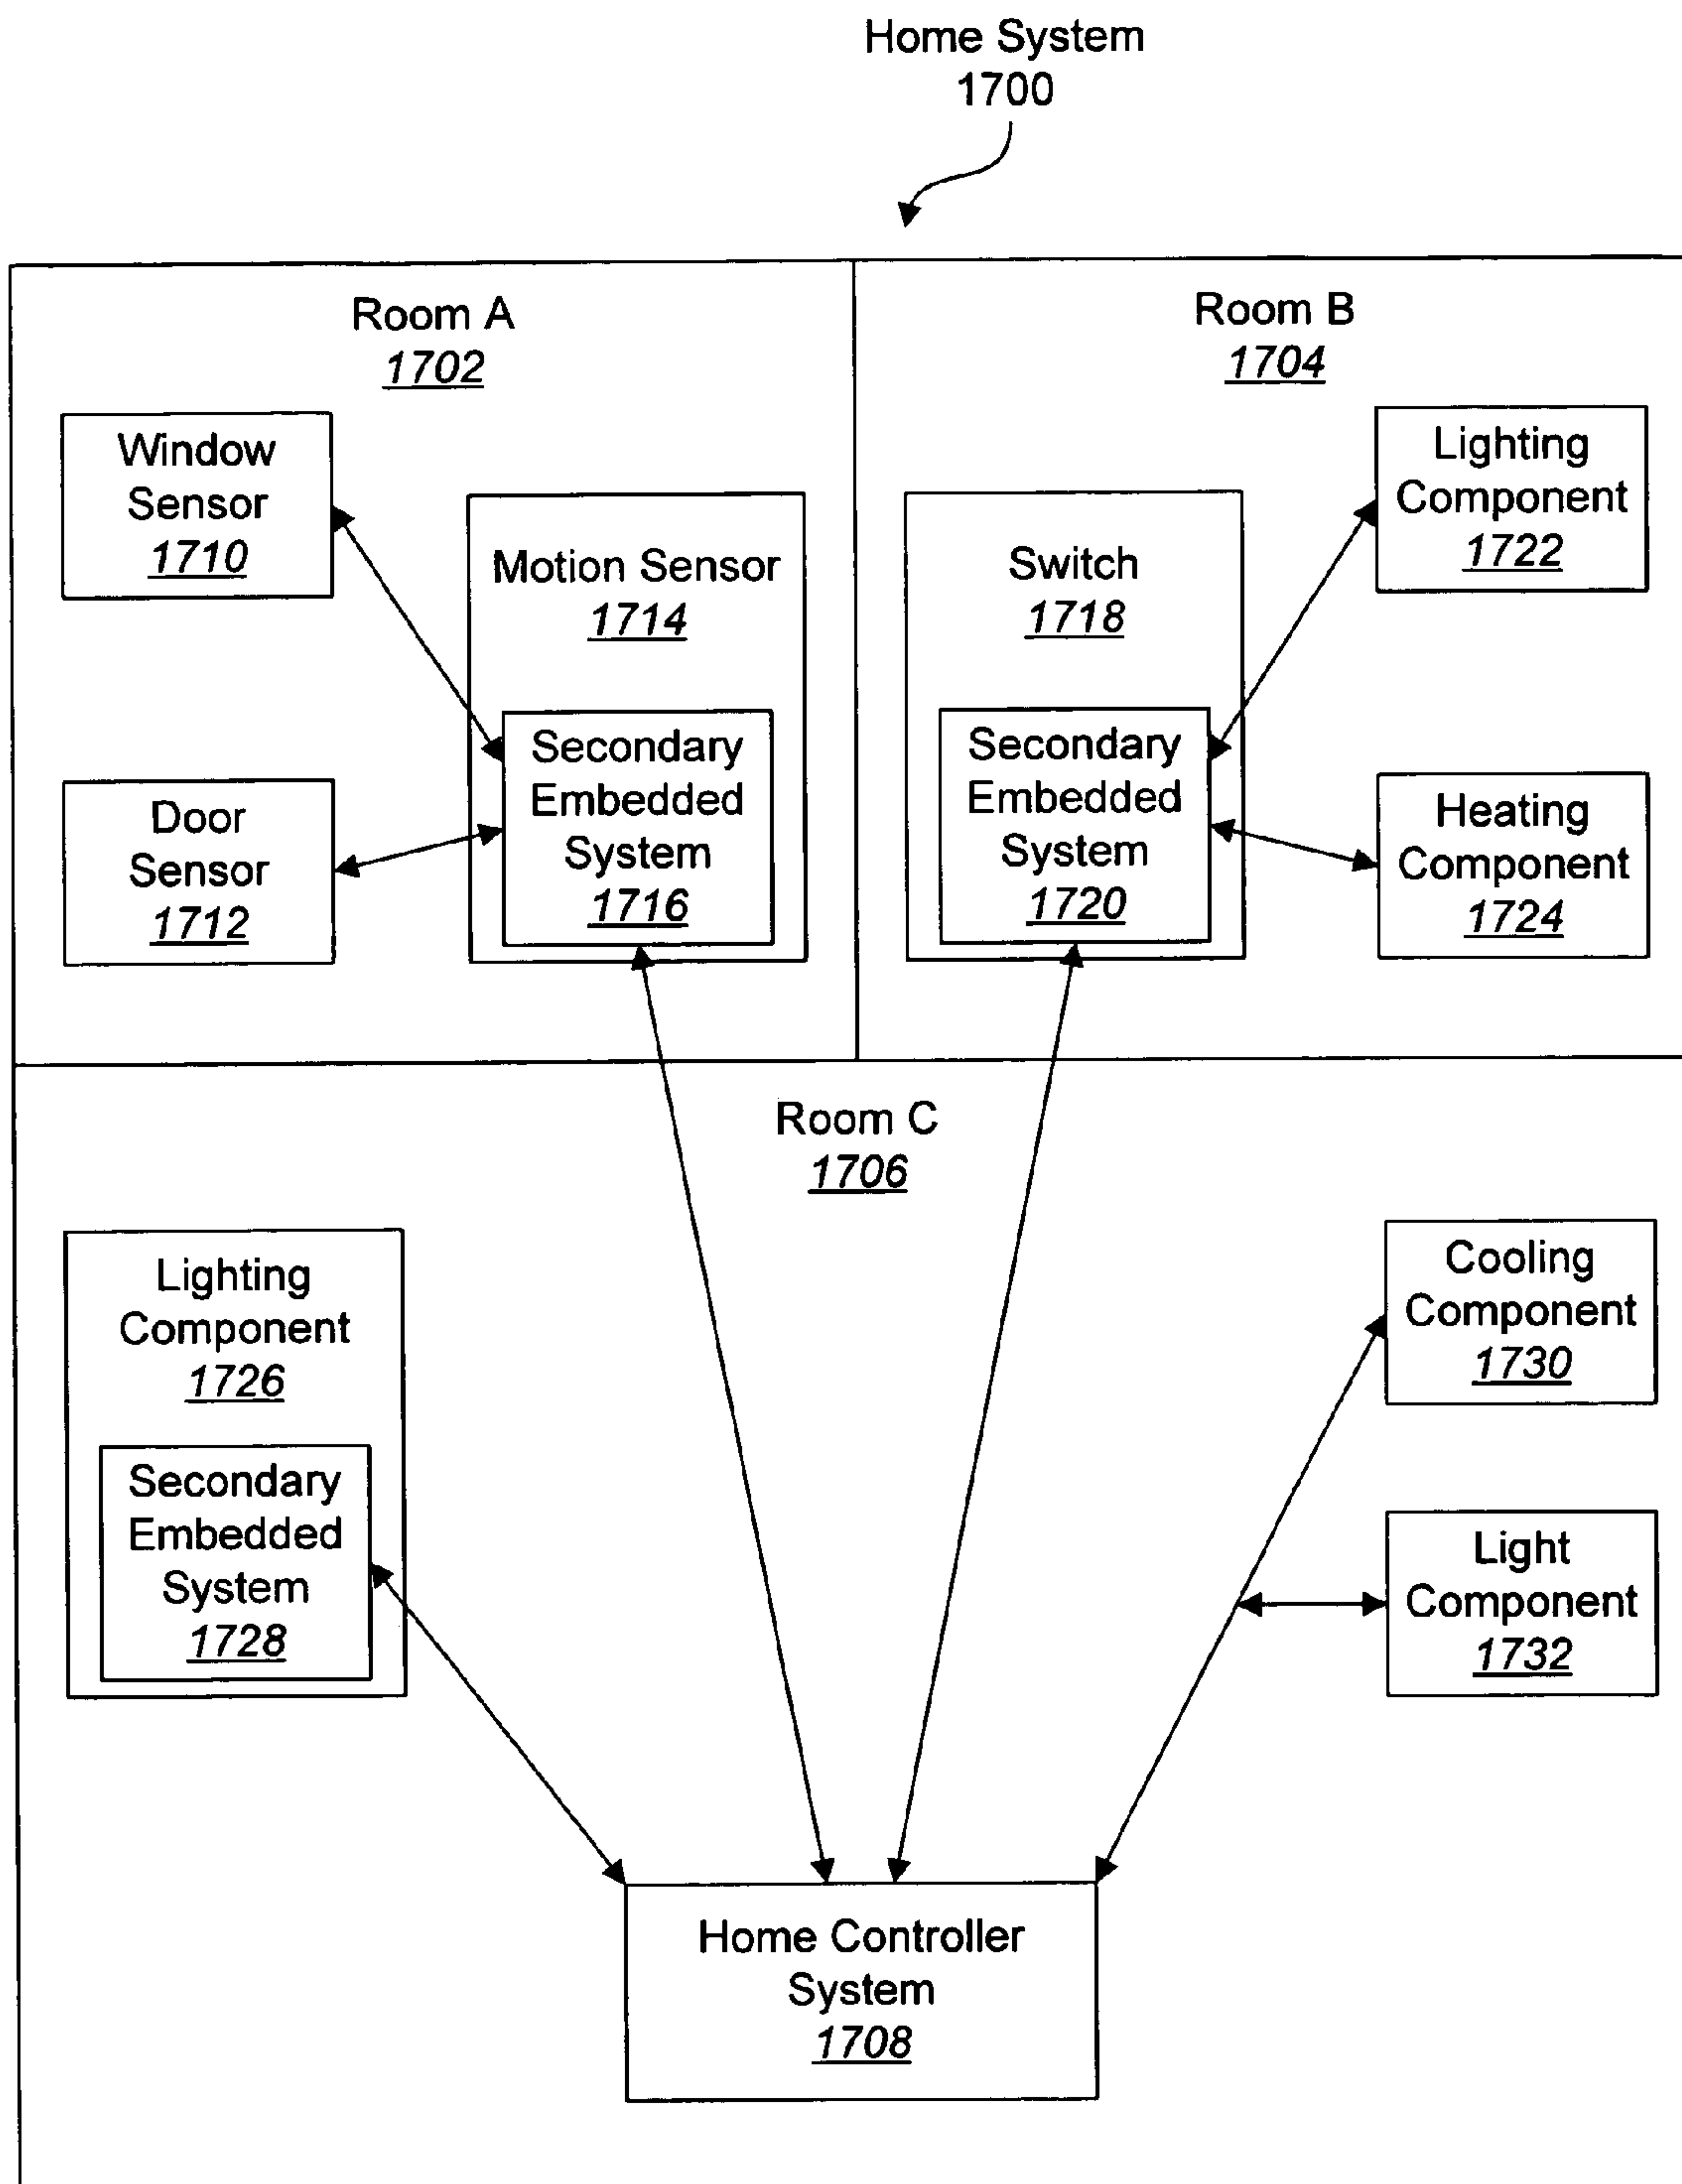 Home System
1700
Room A
1702
Room B
1704
Window
Sensor
1710
Motion Sensor
1714
Secondary
Embedded
System
1716
Door
Sensor
1712
Switch
1718
Secondary
Embedded
System
1720
Lighting
Component
1722
Heating
Component
1724
Room C
1706
Lighting
Component
1726
Secondary
Embedded
System
1728
Cooling
Component
1730
Light
Component
1732
Home Controller
System
1708